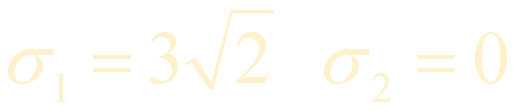 σ₁ = 3√2 σ₂ = 0